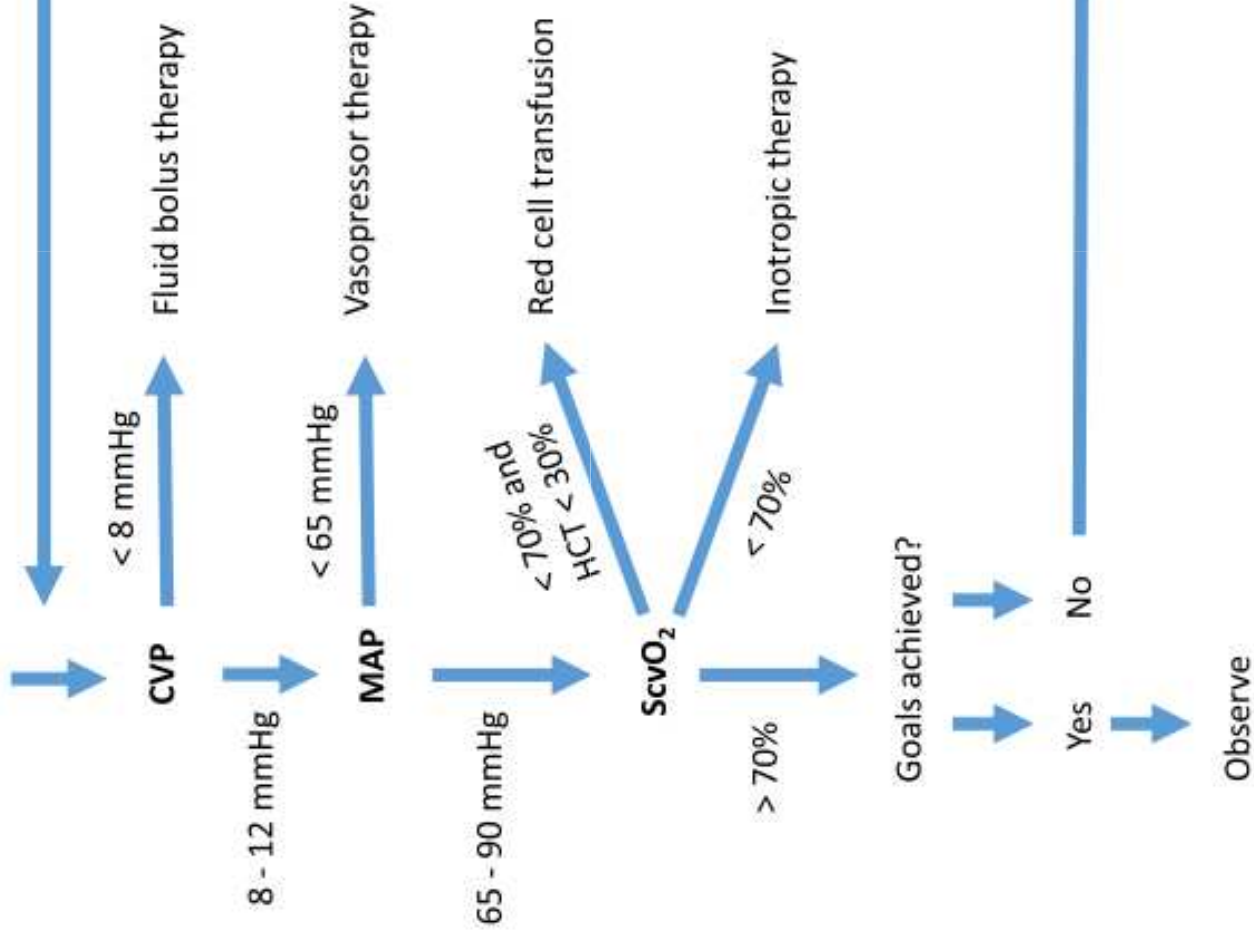 CVP
< 8 mmHg
Fluid bolus therapy
8 - 12 mmHg
MAP
< 65 mmHg
Vasopressor therapy
65 - 90 mmHg
ScvO₂
< 70% and
HCT < 30%
Red cell transfusion
< 70%
Inotropic therapy
> 70%
Goals achieved?
Yes
No
Observe